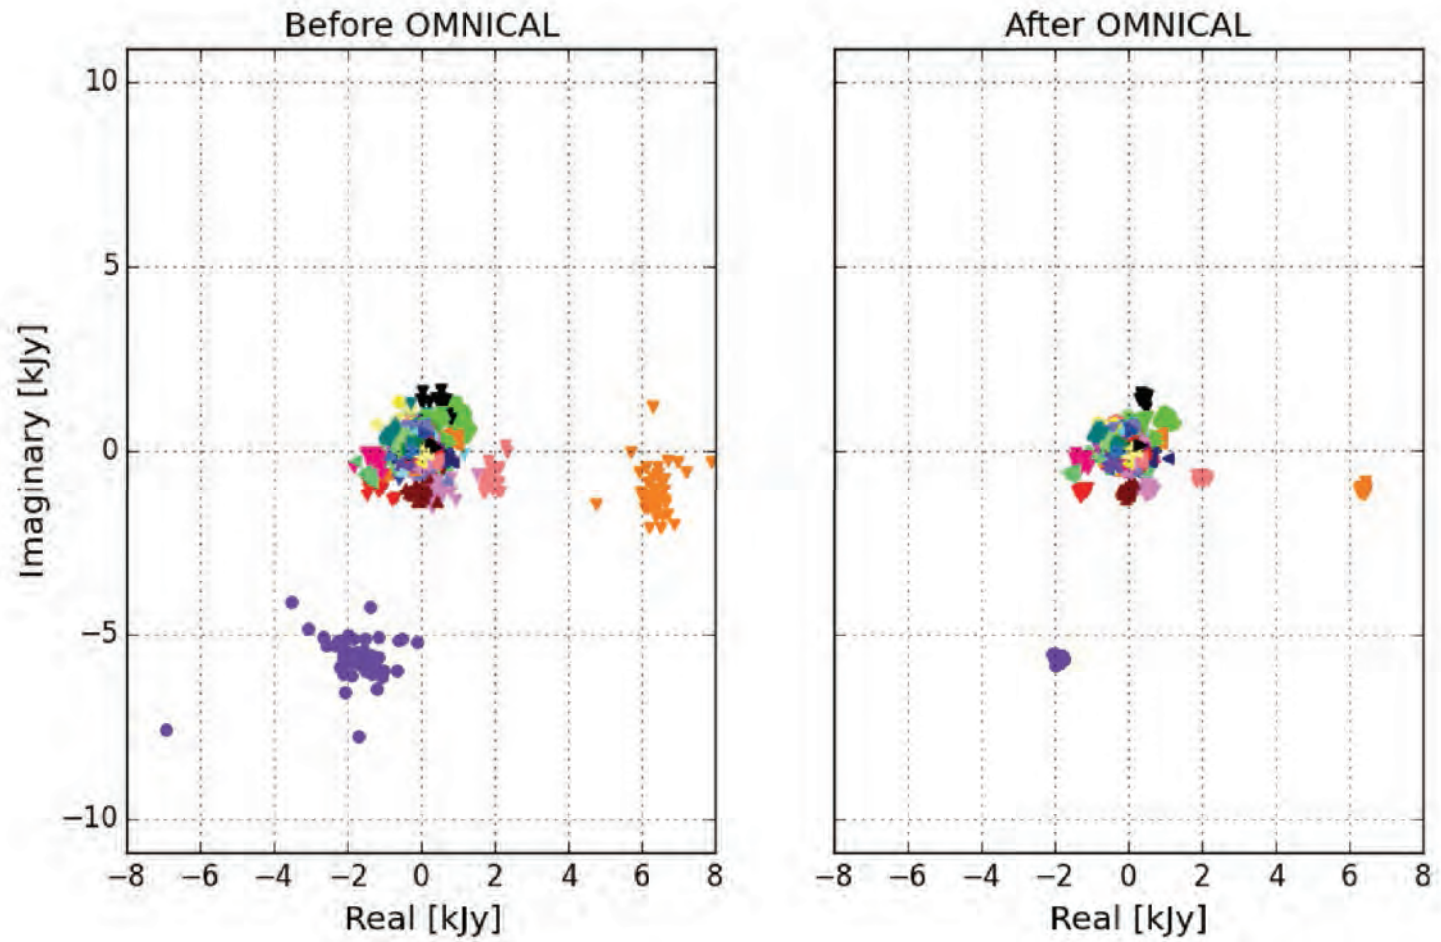 Before OMNICAL
After OMNICAL
10
5
0
−5
−10
Imaginary [kJy]
−8 −6 −4 −2 0 2 4 6 8
−8 −6 −4 −2 0 2 4 6 8
Real [kJy]
Real [kJy]